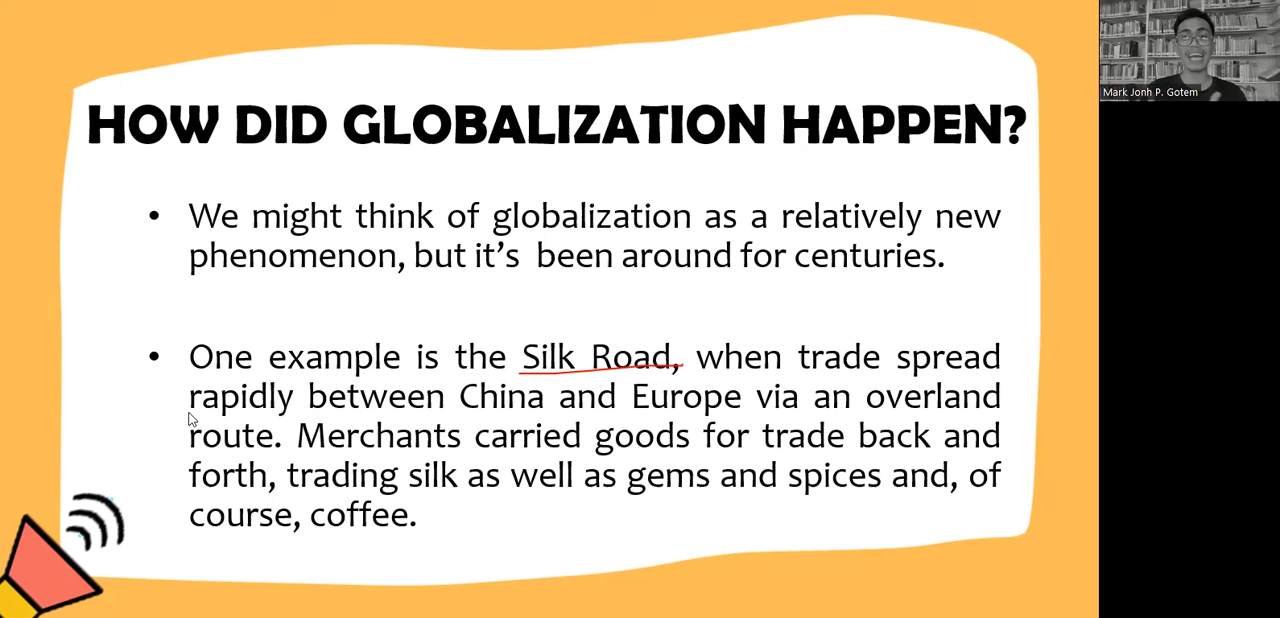 HOW DID GLOBALIZATION HAPPEN?
• We might think of globalization as a relatively new
phenomenon, but it's  been around for centuries.
• One example is the Silk Road, when trade spread
rapidly between China and Europe via an overland
route. Merchants carried goods for trade back and
forth, trading silk as well as gems and spices and, of
course, coffee.
Mark Jonh P. Gotem